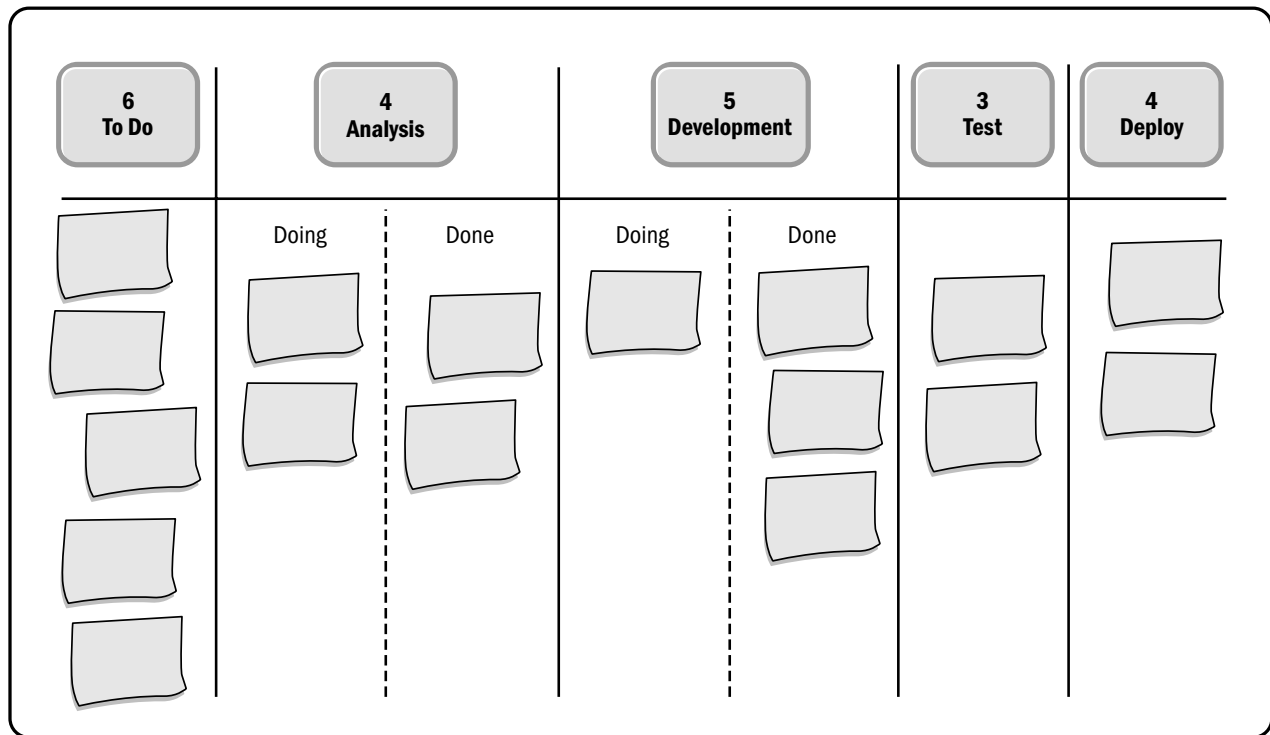 6
To Do
4
Analysis
5
Development
3
Test
4
Deploy
Doing
Done
Doing
Done